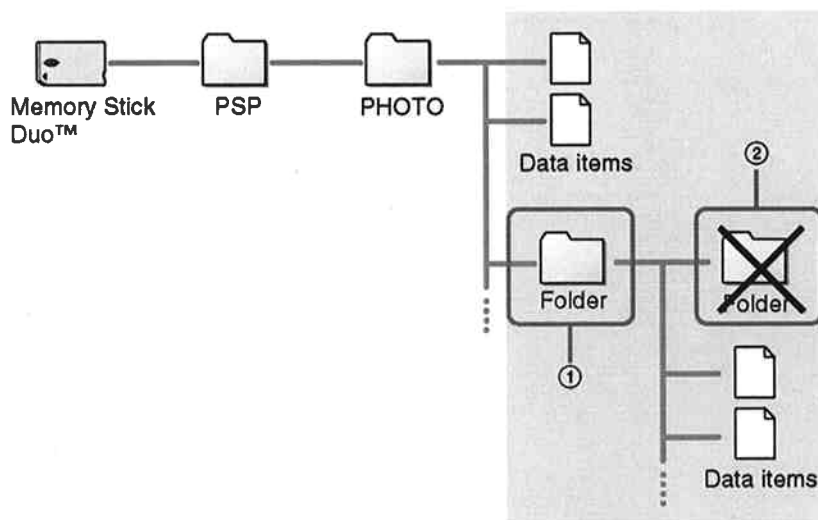 Memory Stick
Duo™
PSP
PHOTO
Data items
②
Folder
Folder
①
Data items